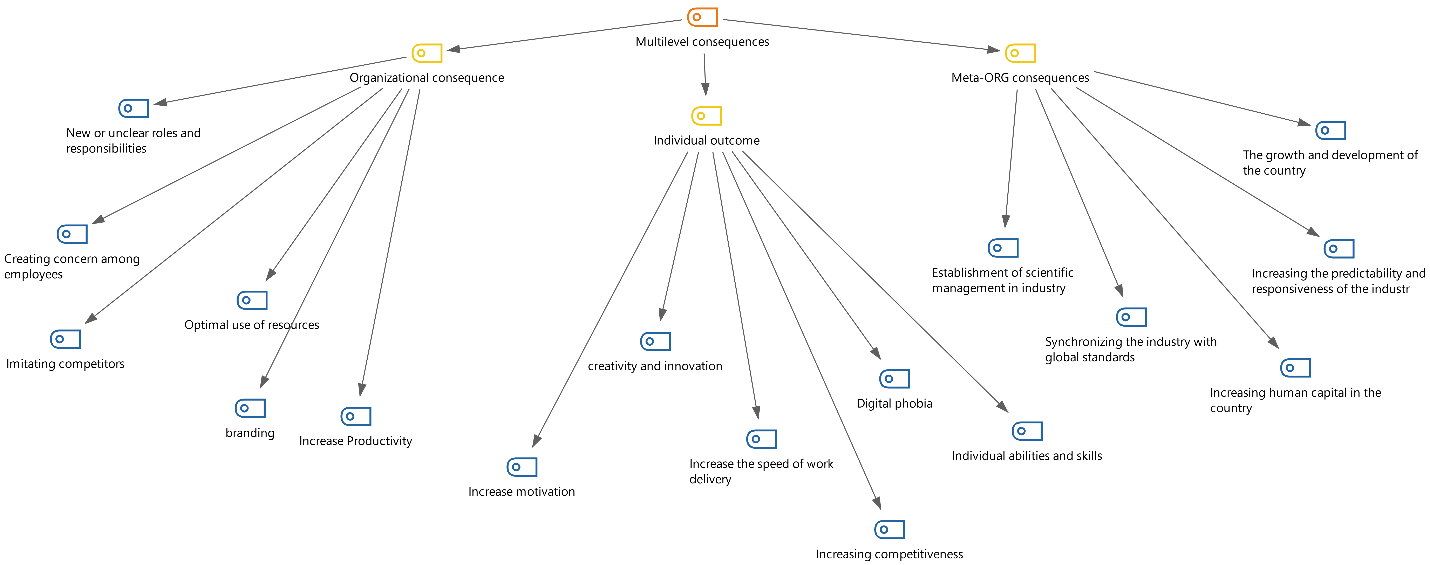 Multilevel consequences
Organizational consequence
Meta-ORG consequences
Individual outcome
New or unclear roles and
responsibilities
Creating concern among
employees
Imitating competitors
Optimal use of resources
branding
Increase Productivity
Increase motivation
creativity and innovation
Increase the speed of work
delivery
Increasing competitiveness
Digital phobia
Individual abilities and skills
Establishment of scientific
management in industry
Synchronizing the industry with
global standards
Increasing human capital in the
country
Increasing the predictability and
responsiveness of the industr
The growth and development of
the country